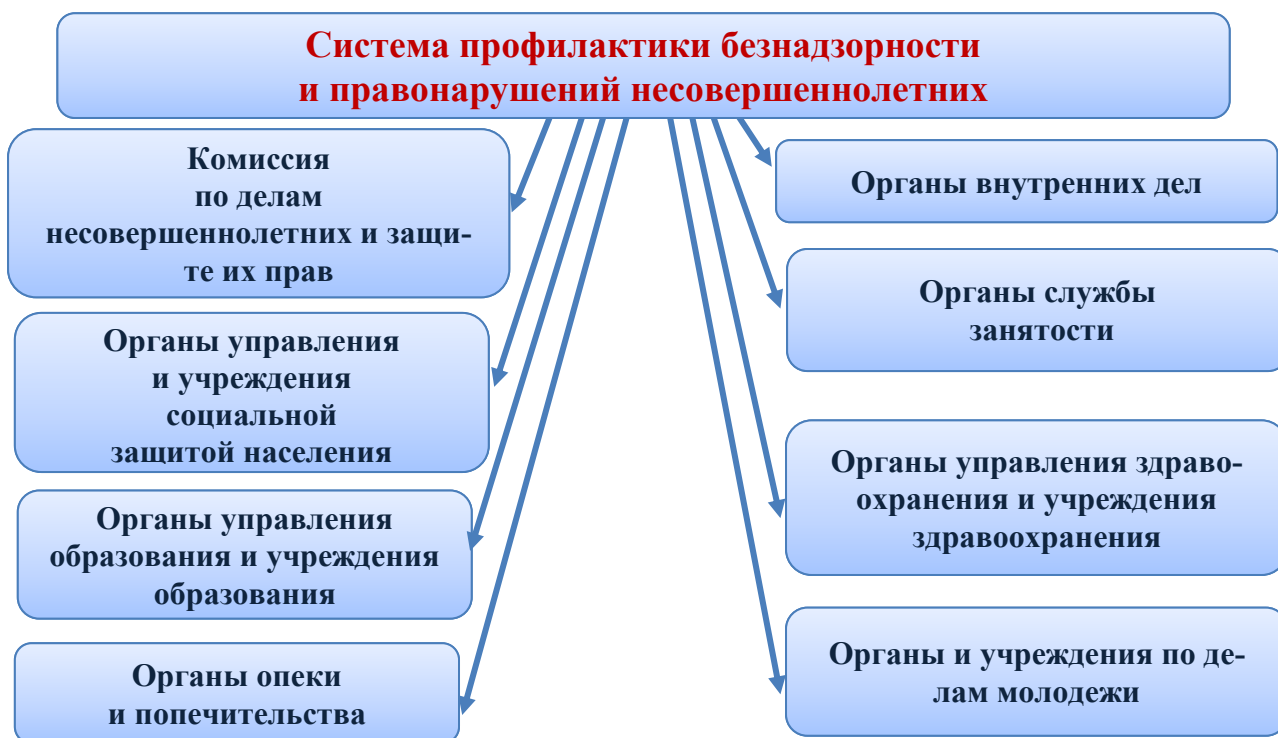 Система профилактики безнадзорности
и правонарушений несовершеннолетних
Комиссия
по делам
несовершеннолетних и защи-
те их прав
Органы управления
и учреждения
социальной
защитой населения
Органы управления
образования и учреждения
образования
Органы опеки
и попечительства
Органы внутренних дел
Органы службы
занятости
Органы управления здраво-
охранения и учреждения
здравоохранения
Органы и учреждения по де-
лам молодежи